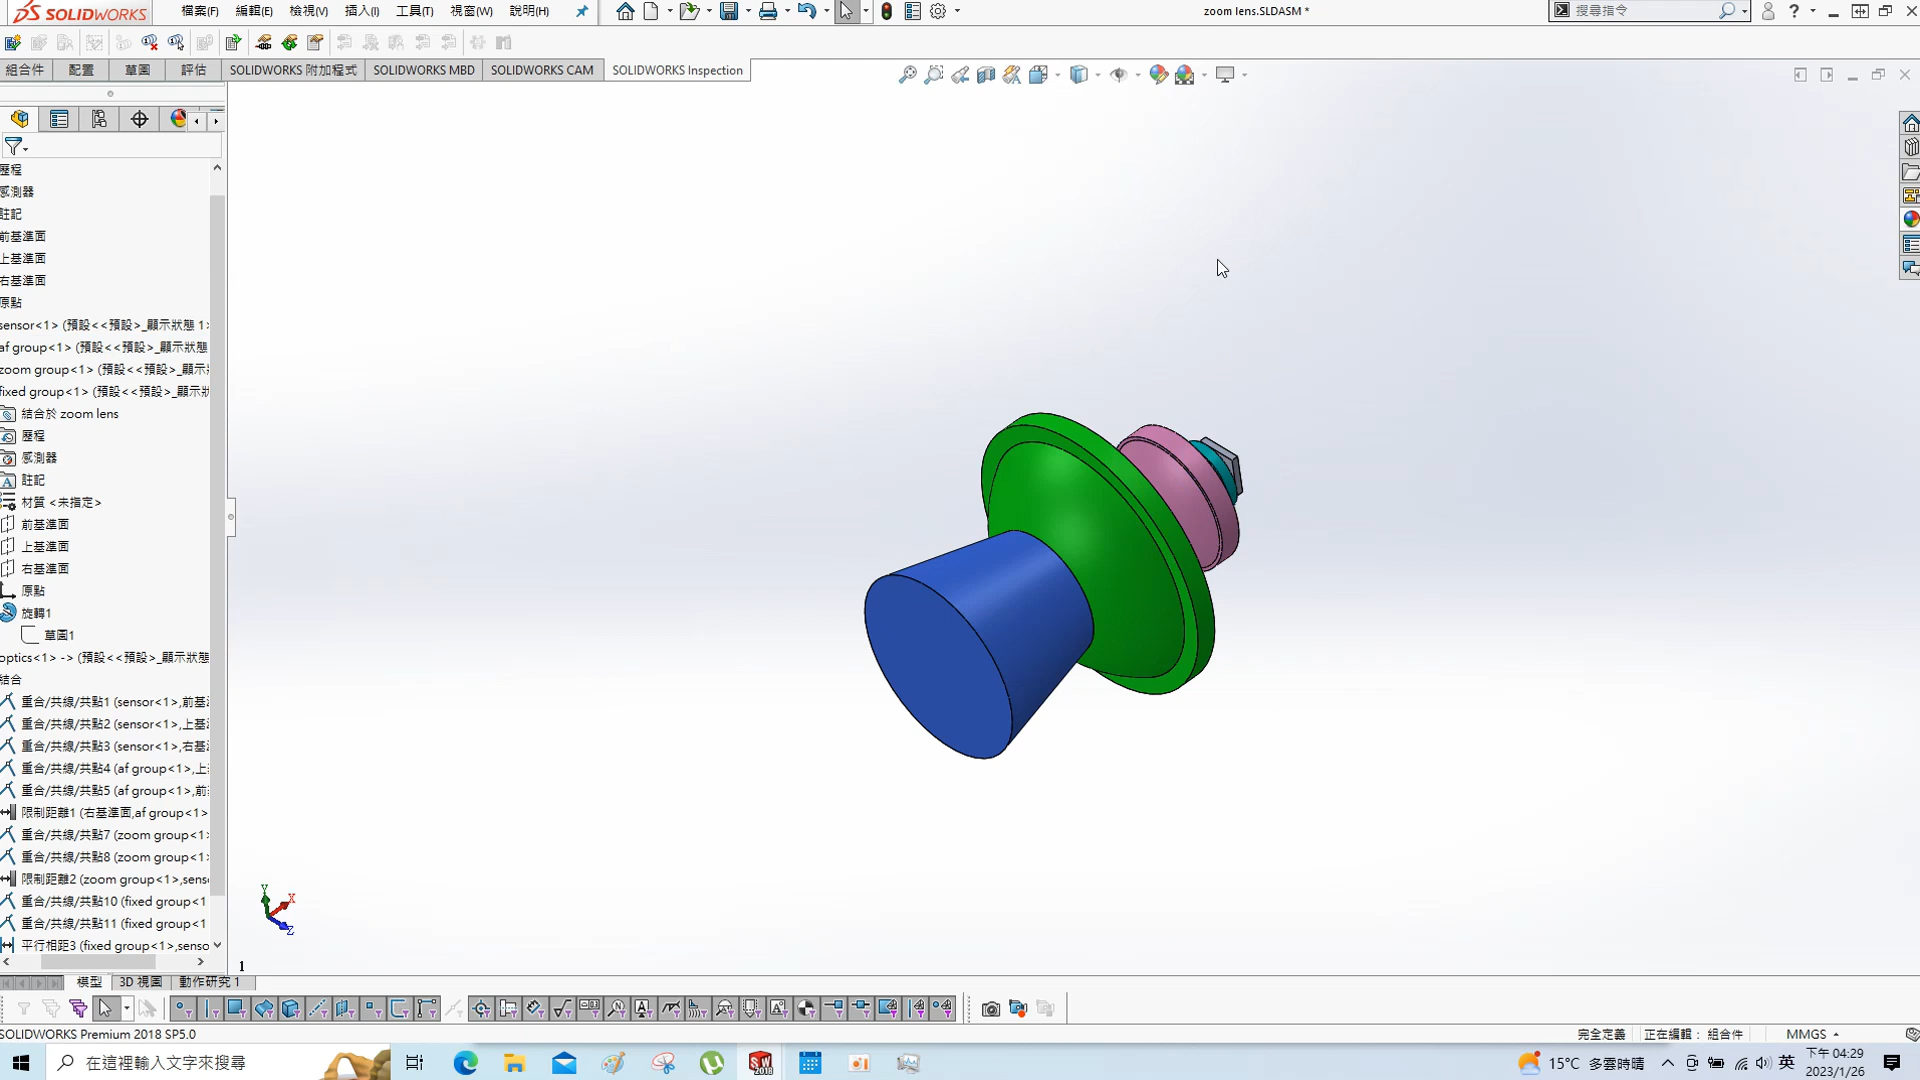 SOLIDWORKS 檔案(F) 編輯(E) 檢視(V) 插入(I) 工具(T) 視窗(W) 說明(H) zoom lens.SLDASM * 搜尋指令
組合件 配置 草圖 評估 SOLIDWORKS 附加程式 SOLIDWORKS MBD SOLIDWORKS CAM SOLIDWORKS Inspection
歷程
感測器
註記
前基準面
上基準面
右基準面
原點
sensor<1> (預設<<預設>_顯示狀態 1>
af group<1> (預設<<預設>_顯示狀態
zoom group<1> (預設<<預設>_顯示
fixed group<1> (預設<<預設>_顯示狀
結合於 zoom lens
歷程
感測器
註記
材質 <未指定>
前基準面
上基準面
右基準面
原點
旋轉1
草圖1
optics<1> -> (預設<<預設>_顯示狀態
結合
重合/共線/共點1 (sensor<1>,前基
重合/共線/共點2 (sensor<1>,上基
重合/共線/共點3 (sensor<1>,右基
重合/共線/共點4 (af group<1>,上
重合/共線/共點5 (af group<1>,前
限制距離1 (右基準面,af group<1>
重合/共線/共點7 (zoom group<1>
重合/共線/共點8 (zoom group<1>
限制距離2 (zoom group<1>,sens
重合/共線/共點10 (fixed group<1
重合/共線/共點11 (fixed group<1
平行相距3 (fixed group<1>,senso
Y X Z
1
模型 3D 視圖 動作研究 1
SOLIDWORKS Premium 2018 SP5.0 完全定義 正在編輯： 組合件 MMGS
在這裡輸入文字來搜尋 15°C 多雲時晴 英 下午 04:29
2023/1/26